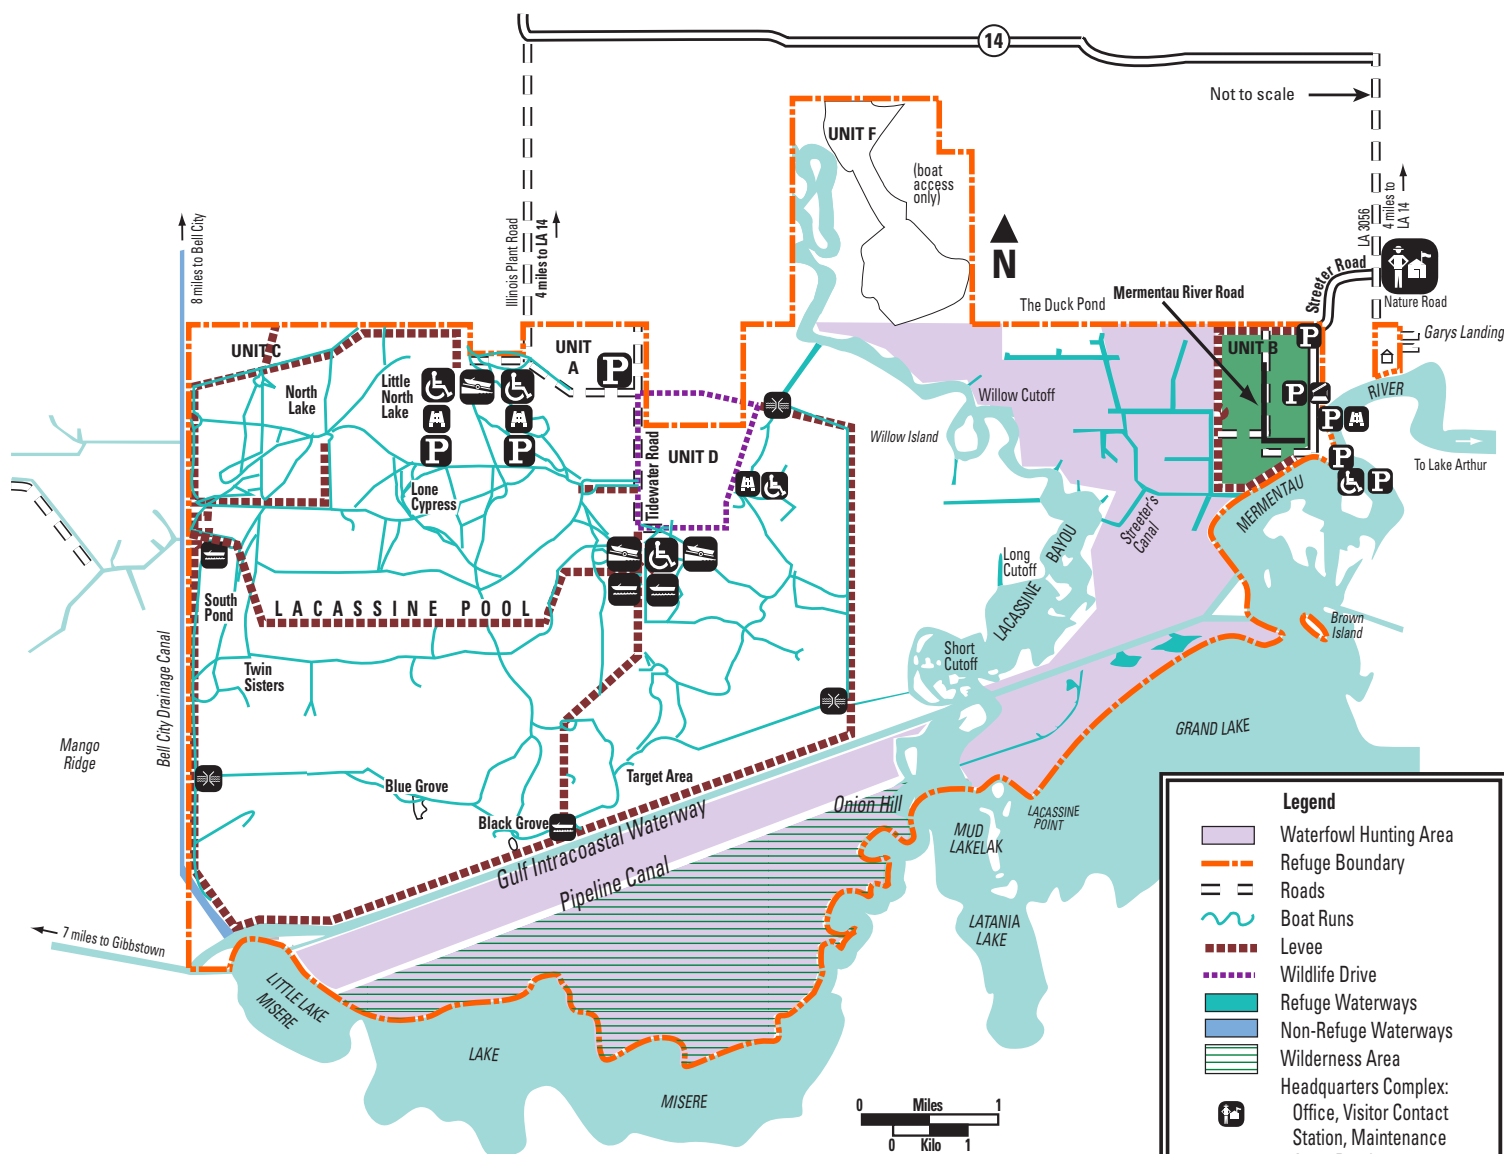 14
Not to scale
UNIT F
(boat
access
only)
8 miles to Bell City
Illinois Plant Road
4 miles to LA 14
LA 3056
4 miles to
LA 14
N
Streeter Road
Nature Road
Mermentau River Road
The Duck Pond
Garys Landing
UNIT C
UNIT
A
P
UNIT B
P
North
Lake
Little
North
Lake
P
P
P
P
RIVER
Willow Cutoff
Willow Island
Tidewater Road
UNIT D
To Lake Arthur
P
P
Lone
Cypress
MERMENTAU
Streeter's
Canal
BAYOU
Long
Cutoff
LACASSINE
South
Pond
LACASSINE POOL
Brown
Island
Short
Cutoff
Twin
Sisters
Bell City Drainage Canal
Mango
Ridge
GRAND LAKE
Target Area
Blue Grove
Black Grove
Onion Hill
Gulf Intracoastal Waterway
Pipeline Canal
LACASSINE
POINT
MUD
LAKELAK
LATANIA
LAKE
7 miles to Gibbstown
LITTLE LAKE
MISERE
LAKE
MISERE
0 Miles 1
0 Kilo 1
Legend
Waterfowl Hunting Area
Refuge Boundary
Roads
Boat Runs
Levee
Wildlife Drive
Refuge Waterways
Non-Refuge Waterways
Wilderness Area
Headquarters Complex:
Office, Visitor Contact
Station, Maintenance